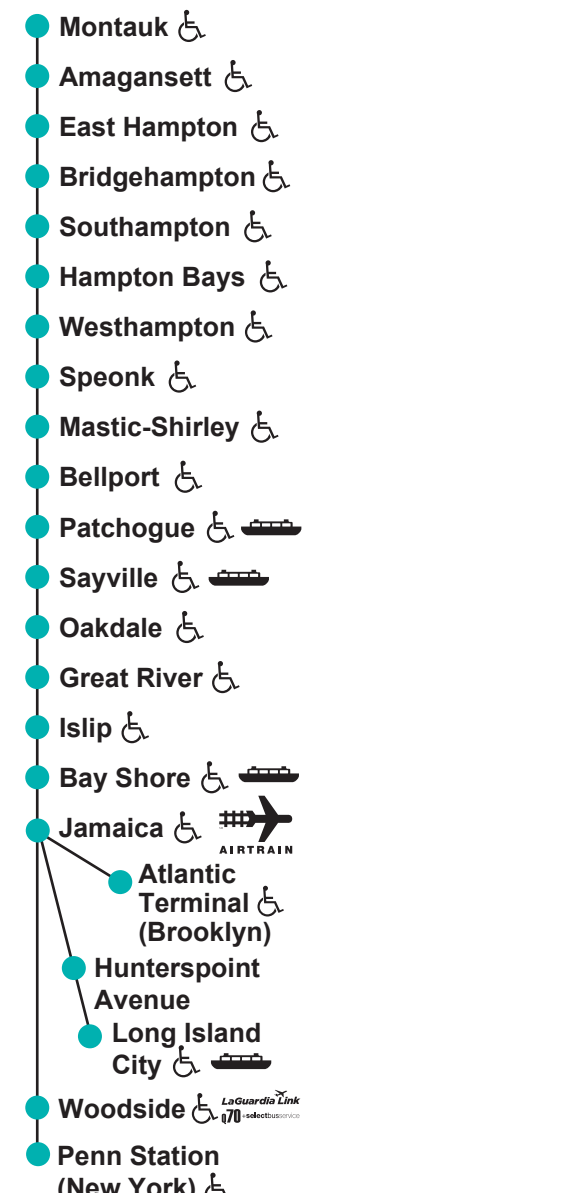 Montauk
Amagansett
East Hampton
Bridgehampton
Southampton
Hampton Bays
Westhampton
Speonk
Mastic-Shirley
Bellport
Patchogue
Sayville
Oakdale
Great River
Islip
Bay Shore
Jamaica
AIRTRAIN
Atlantic
Terminal
(Brooklyn)
Hunterspoint
Avenue
Long Island
City
Woodside
LaGuardia Link
Q70 +selectbusservice
Penn Station
(New York)